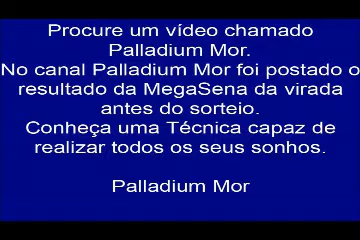 Procure um vídeo chamado
Palladium Mor.
No canal Palladium Mor foi postado o
resultado da MegaSena da virada
antes do sorteio.
Conheça uma Técnica capaz de
realizar todos os seus sonhos.
Palladium Mor